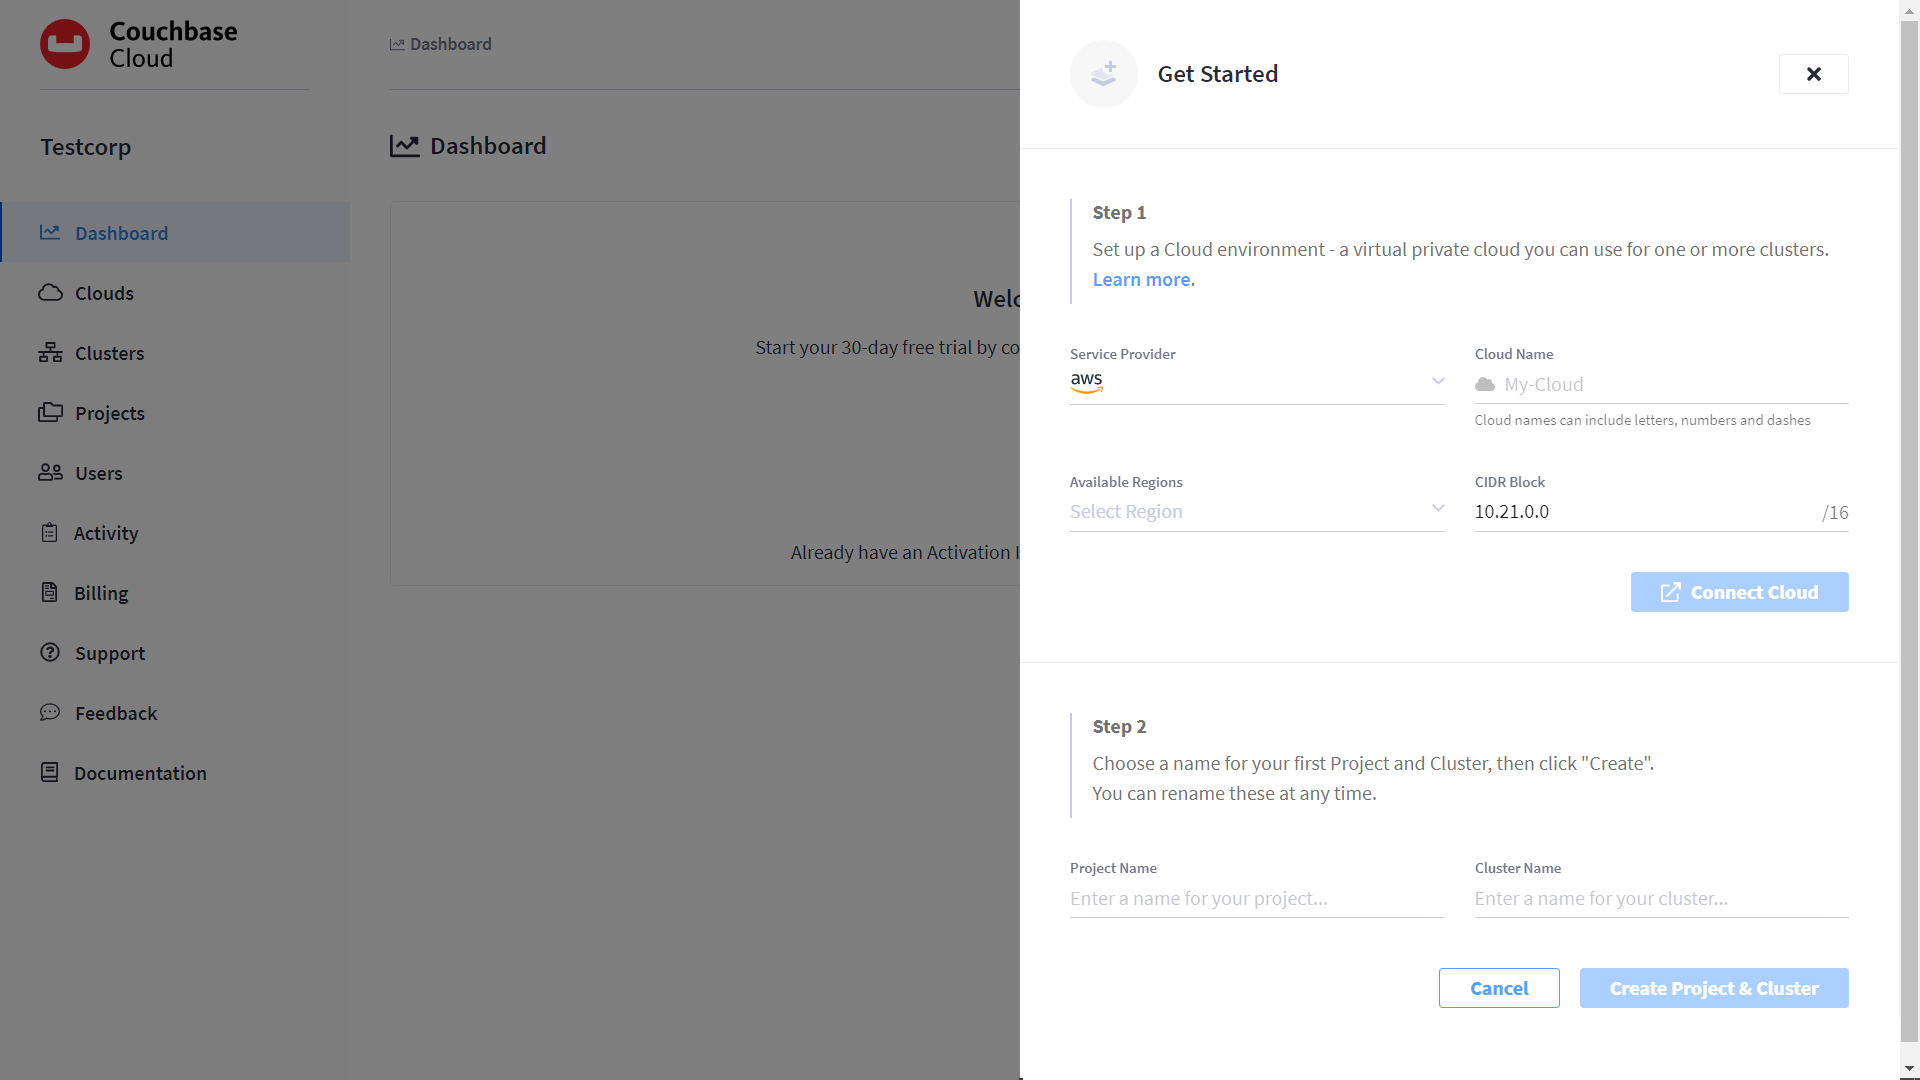 Couchbase
Cloud
Testcorp
Dashboard
Clouds
Clusters
Projects
Users
Activity
Billing
Support
Feedback
Documentation
Dashboard
Dashboard
Start your 30-day free trial by
Already have an Activation
Get Started
Step 1
Set up a Cloud environment - a virtual private cloud you can use for one or more clusters.
Learn more.
Service Provider
aws
Cloud Name
My-Cloud
Cloud names can include letters, numbers and dashes
Available Regions
Select Region
CIDR Block
10.21.0.0 /16
Connect Cloud
Step 2
Choose a name for your first Project and Cluster, then click "Create".
You can rename these at any time.
Project Name
Enter a name for your project...
Cluster Name
Enter a name for your cluster...
Cancel
Create Project & Cluster